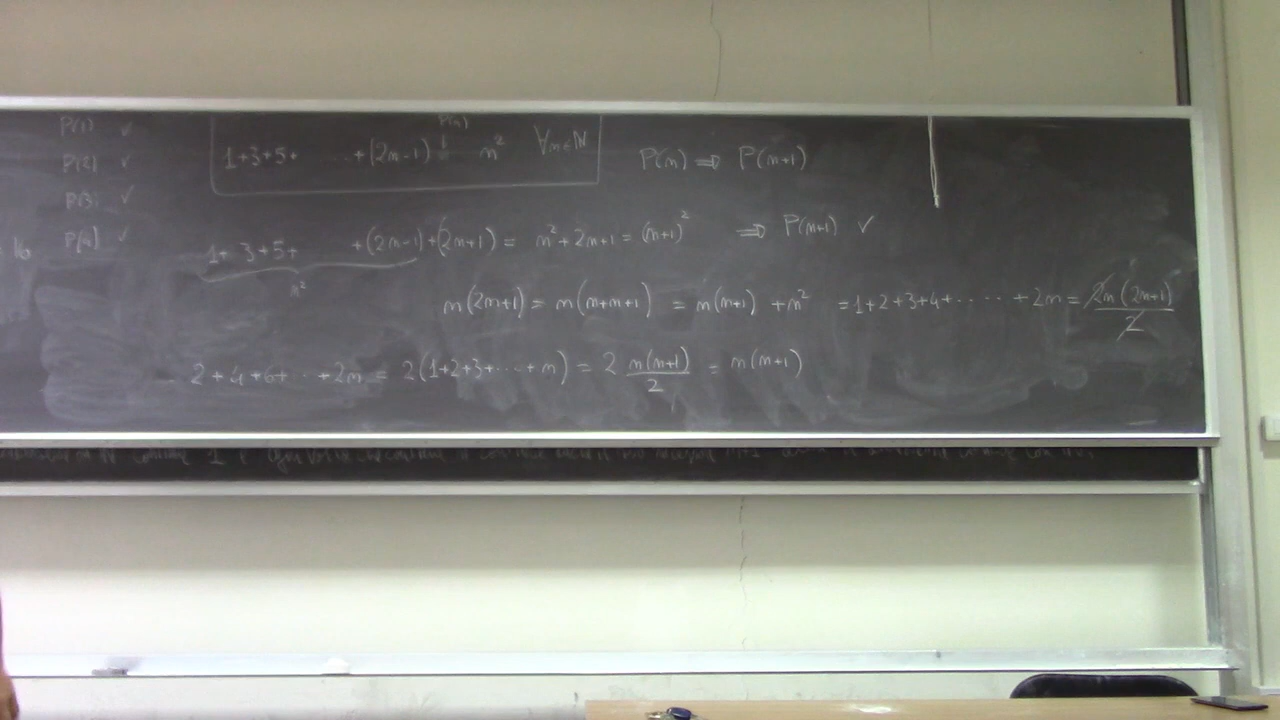 P(1) ✓
P(2) ✓
P(3) ✓
P(4) ✓
16
P(n)
1+3+5+ ... +(2n-1) = n² ∀n∈ℕ
P(n) ⇒ P(n+1)
1+3+5+ +(2n-1)+(2n+1) = n²+2n+1 = (n+1)² ⇒ P(n+1) ✓
n²
n(2n+1) = n(n+n+1) = n(n+1) + n² = 1+2+3+4+ ..... + 2n = 2n(2n+1)/2
2+4+6+ ... +2n = 2(1+2+3+...+n) = 2 n(n+1)/2 = n(n+1)